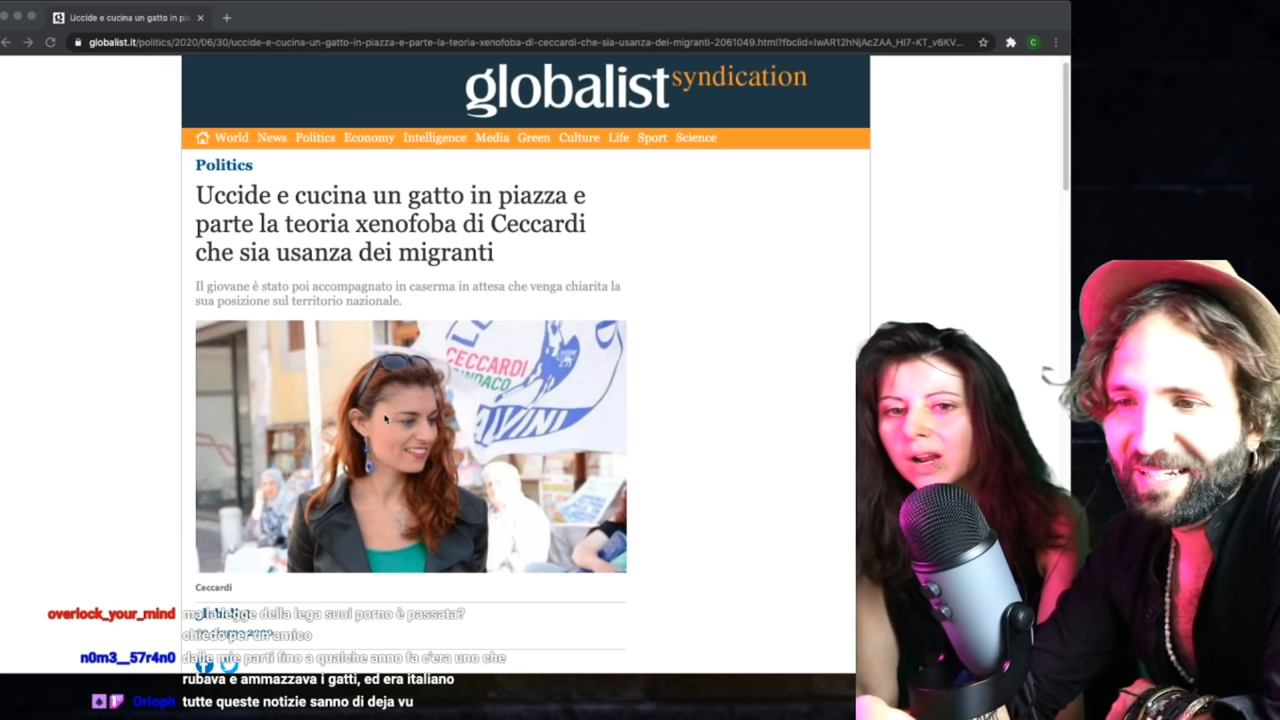 Uccide e cucina un gatto in pi
globalist.it/politics/2020/06/30/uccide-e-cucina-un-gatto-in-piazza-e-parte-la-teoria-xenofoba-di-ceccardi-che-sia-usanza-dei-migranti-2061049.html?fbclid=IwAR12hNjAcZAA_HI7-KT_v6KV...
C
globalist syndication
World News Politics Economy Intelligence Media Green Culture Life Sport Science
Politics
Uccide e cucina un gatto in piazza e
parte la teoria xenofoba di Ceccardi
che sia usanza dei migranti
Il giovane è stato poi accompagnato in caserma in attesa che venga chiarita la
sua posizione sul territorio nazionale.
CECCARDI
SINDACO
Ceccardi
overlock_your_mind ma la legge della lega suoi porno è passata?
chiedo per un amico
n0m3__57r4n0 dalle mie parti fino a qualche anno fa c'era uno che
rubava e ammazzava i gatti, ed era italiano
Orioph tutte queste notizie sanno di deja vu